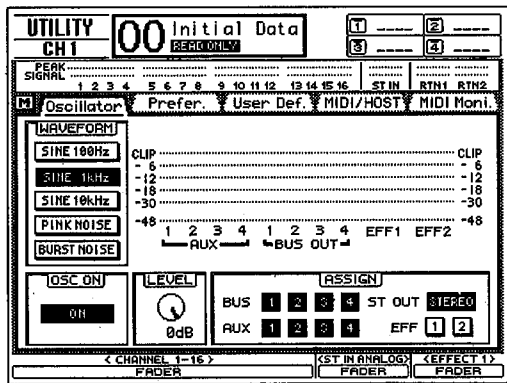 UTILITY
CH1
00 Initial Data
READ ONLY
1 ---- 2 ----
3 ---- 4 ----
PEAK
SIGNAL
1 2 3 4 5 6 7 8 9 10 11 12 13 14 15 16 ST IN RTN1 RTN2
M Oscillator Prefer. User Def. MIDI/HOST MIDI Moni.
WAVEFORM
SINE 100Hz
SINE 1kHz
SINE 10kHz
PINK NOISE
BURST NOISE
CLIP CLIP
- 6 - 6
-12 -12
-18 -18
-30 -30
-48 -48
1 2 3 4 1 2 3 4 EFF1 EFF2
AUX BUS OUT
OSC ON
ON
LEVEL
0dB
ASSIGN
BUS 1 2 3 4 ST OUT STEREO
AUX 1 2 3 4 EFF 1 2
< CHANNEL 1-16 > <ST IN ANALOG> <EFFECT 1>
FADER FADER FADER